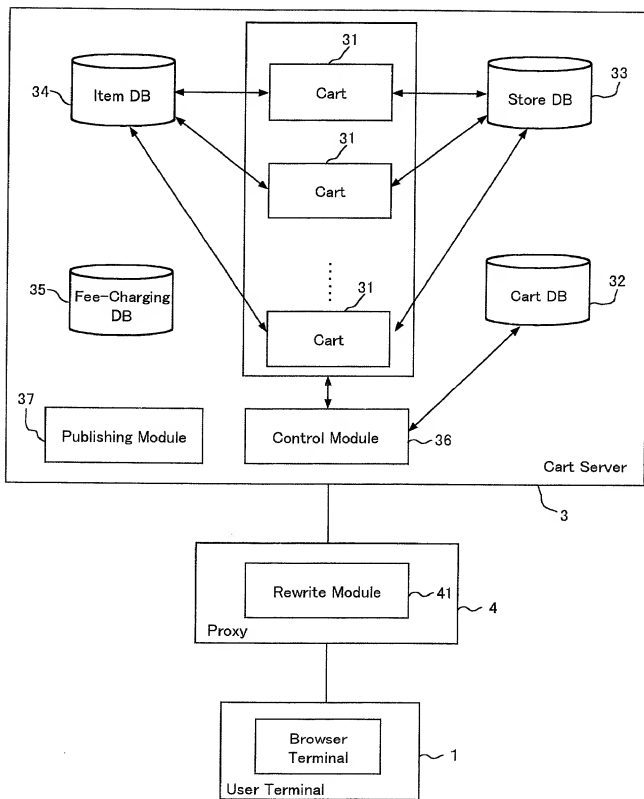 31
34
Item DB
Cart
Store DB
33
31
Cart
35
Fee-Charging
DB
......
31
Cart
Cart DB
32
37
Publishing Module
Control Module
36
Cart Server
3
Rewrite Module
41
Proxy
4
Browser
Terminal
User Terminal
1